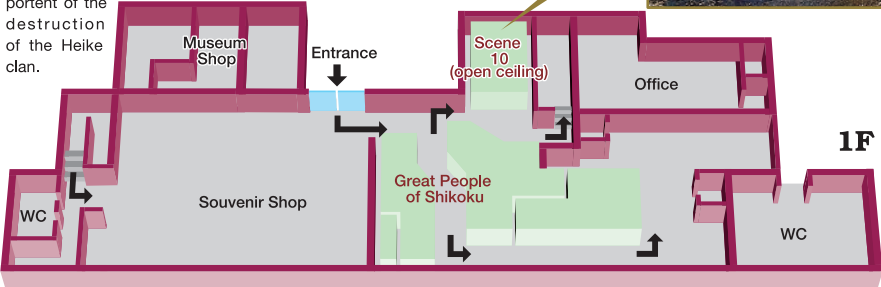 portent of the
destruction
of the Heike
clan.
Museum
Shop
Entrance
Scene
10
(open ceiling)
Office
1F
Great People
of Shikoku
Souvenir Shop
WC
WC